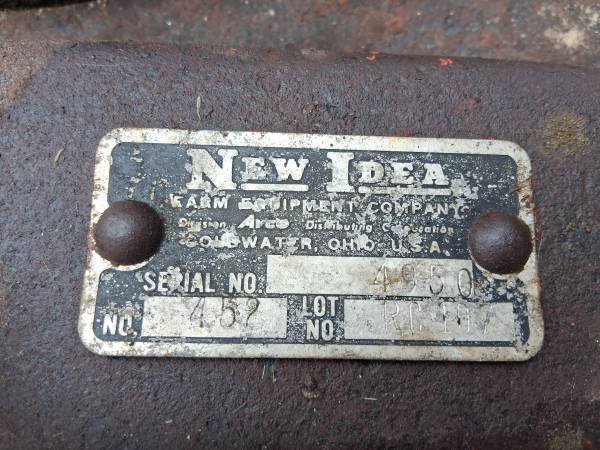 NEW IDEA
FARM EQUIPMENT COMPANY
Division Avco Distributing Corporation
COLDWATER, OHIO, U.S.A.
SERIAL NO. 4950
NO. 452 LOT NO.